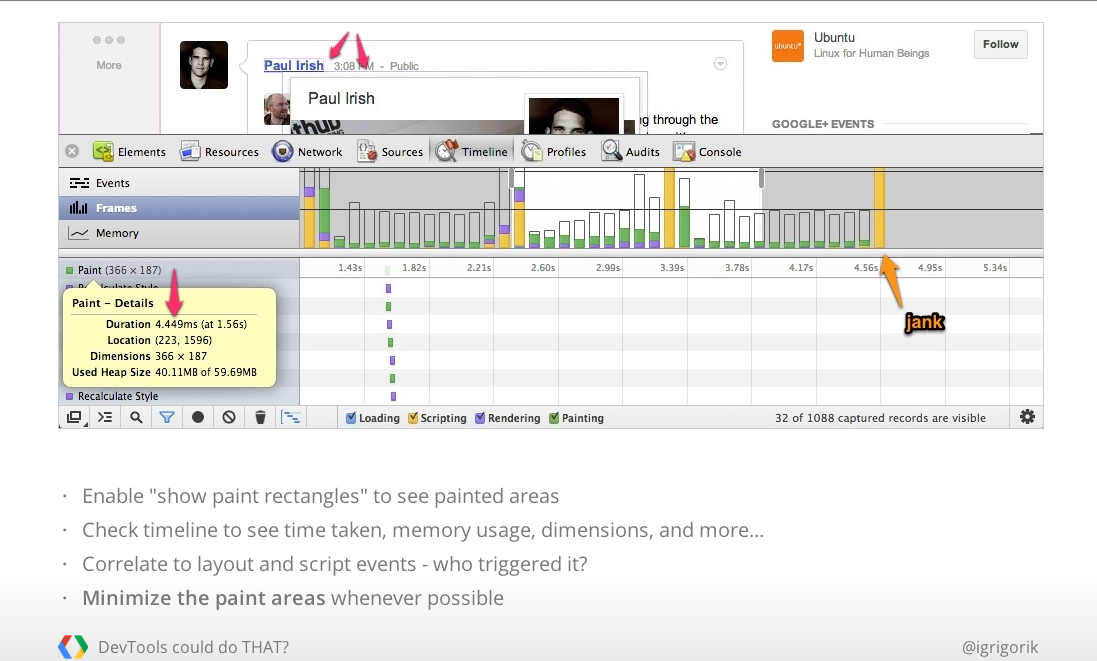 More
Paul Irish 3:08 PM - Public
Paul Irish
g through the
Ubuntu
Linux for Human Beings
Follow
ubuntu
GOOGLE+ EVENTS
Elements Resources Network Sources Timeline Profiles Audits Console
Events
Frames
Memory
Paint (366 × 187)
1.43s 1.82s 2.21s 2.60s 2.99s 3.39s 3.78s 4.17s 4.56s 4.95s 5.34s
Recalculate Style
Paint – Details
Duration 4.449ms (at 1.56s)
Location (223, 1596)
Dimensions 366 × 187
Used Heap Size 40.11MB of 59.69MB
jank
Recalculate Style
Loading Scripting Rendering Painting 32 of 1088 captured records are visible
· Enable "show paint rectangles" to see painted areas
· Check timeline to see time taken, memory usage, dimensions, and more...
· Correlate to layout and script events - who triggered it?
· Minimize the paint areas whenever possible
DevTools could do THAT? @igrigorik